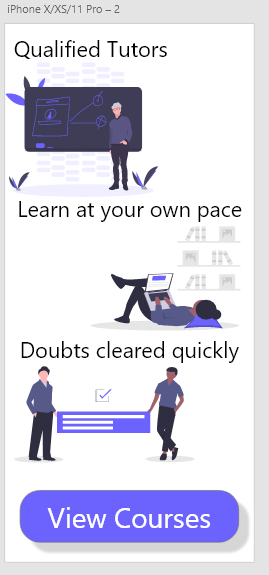 iPhone X/XS/11 Pro – 2
Qualified Tutors
Learn at your own pace
Doubts cleared quickly
View Courses